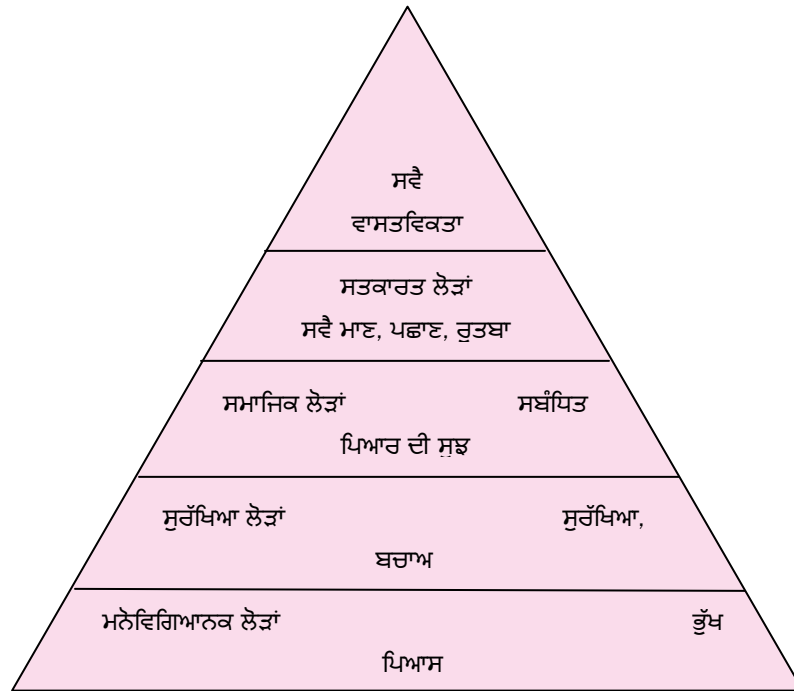 ਸਵੈ
ਵਾਸਤਵਿਕਤਾ
ਸਤਕਾਰਤ ਲੋੜਾਂ
ਸਵੈ ਮਾਣ, ਪਛਾਣ, ਰੁਤਬਾ
ਸਮਾਜਿਕ ਲੋੜਾਂ ਸਬੰਧਿਤ
ਪਿਆਰ ਦੀ ਸੂਝ
ਸੁਰੱਖਿਆ ਲੋੜਾਂ ਸੁਰੱਖਿਆ,
ਬਚਾਅ
ਮਨੋਵਿਗਿਆਨਕ ਲੋੜਾਂ ਭੁੱਖ
ਪਿਆਸ